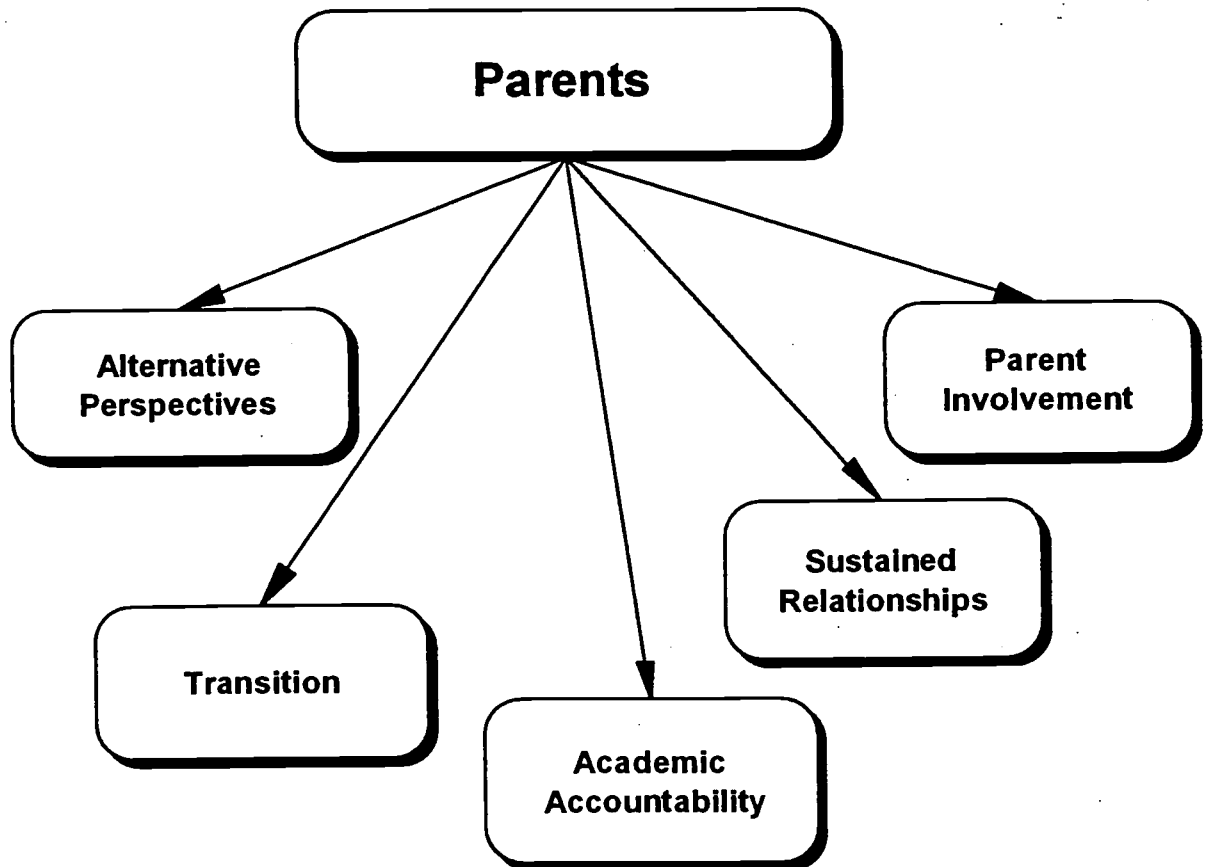 Parents
Alternative
Perspectives
Parent
Involvement
Sustained
Relationships
Transition
Academic
Accountability